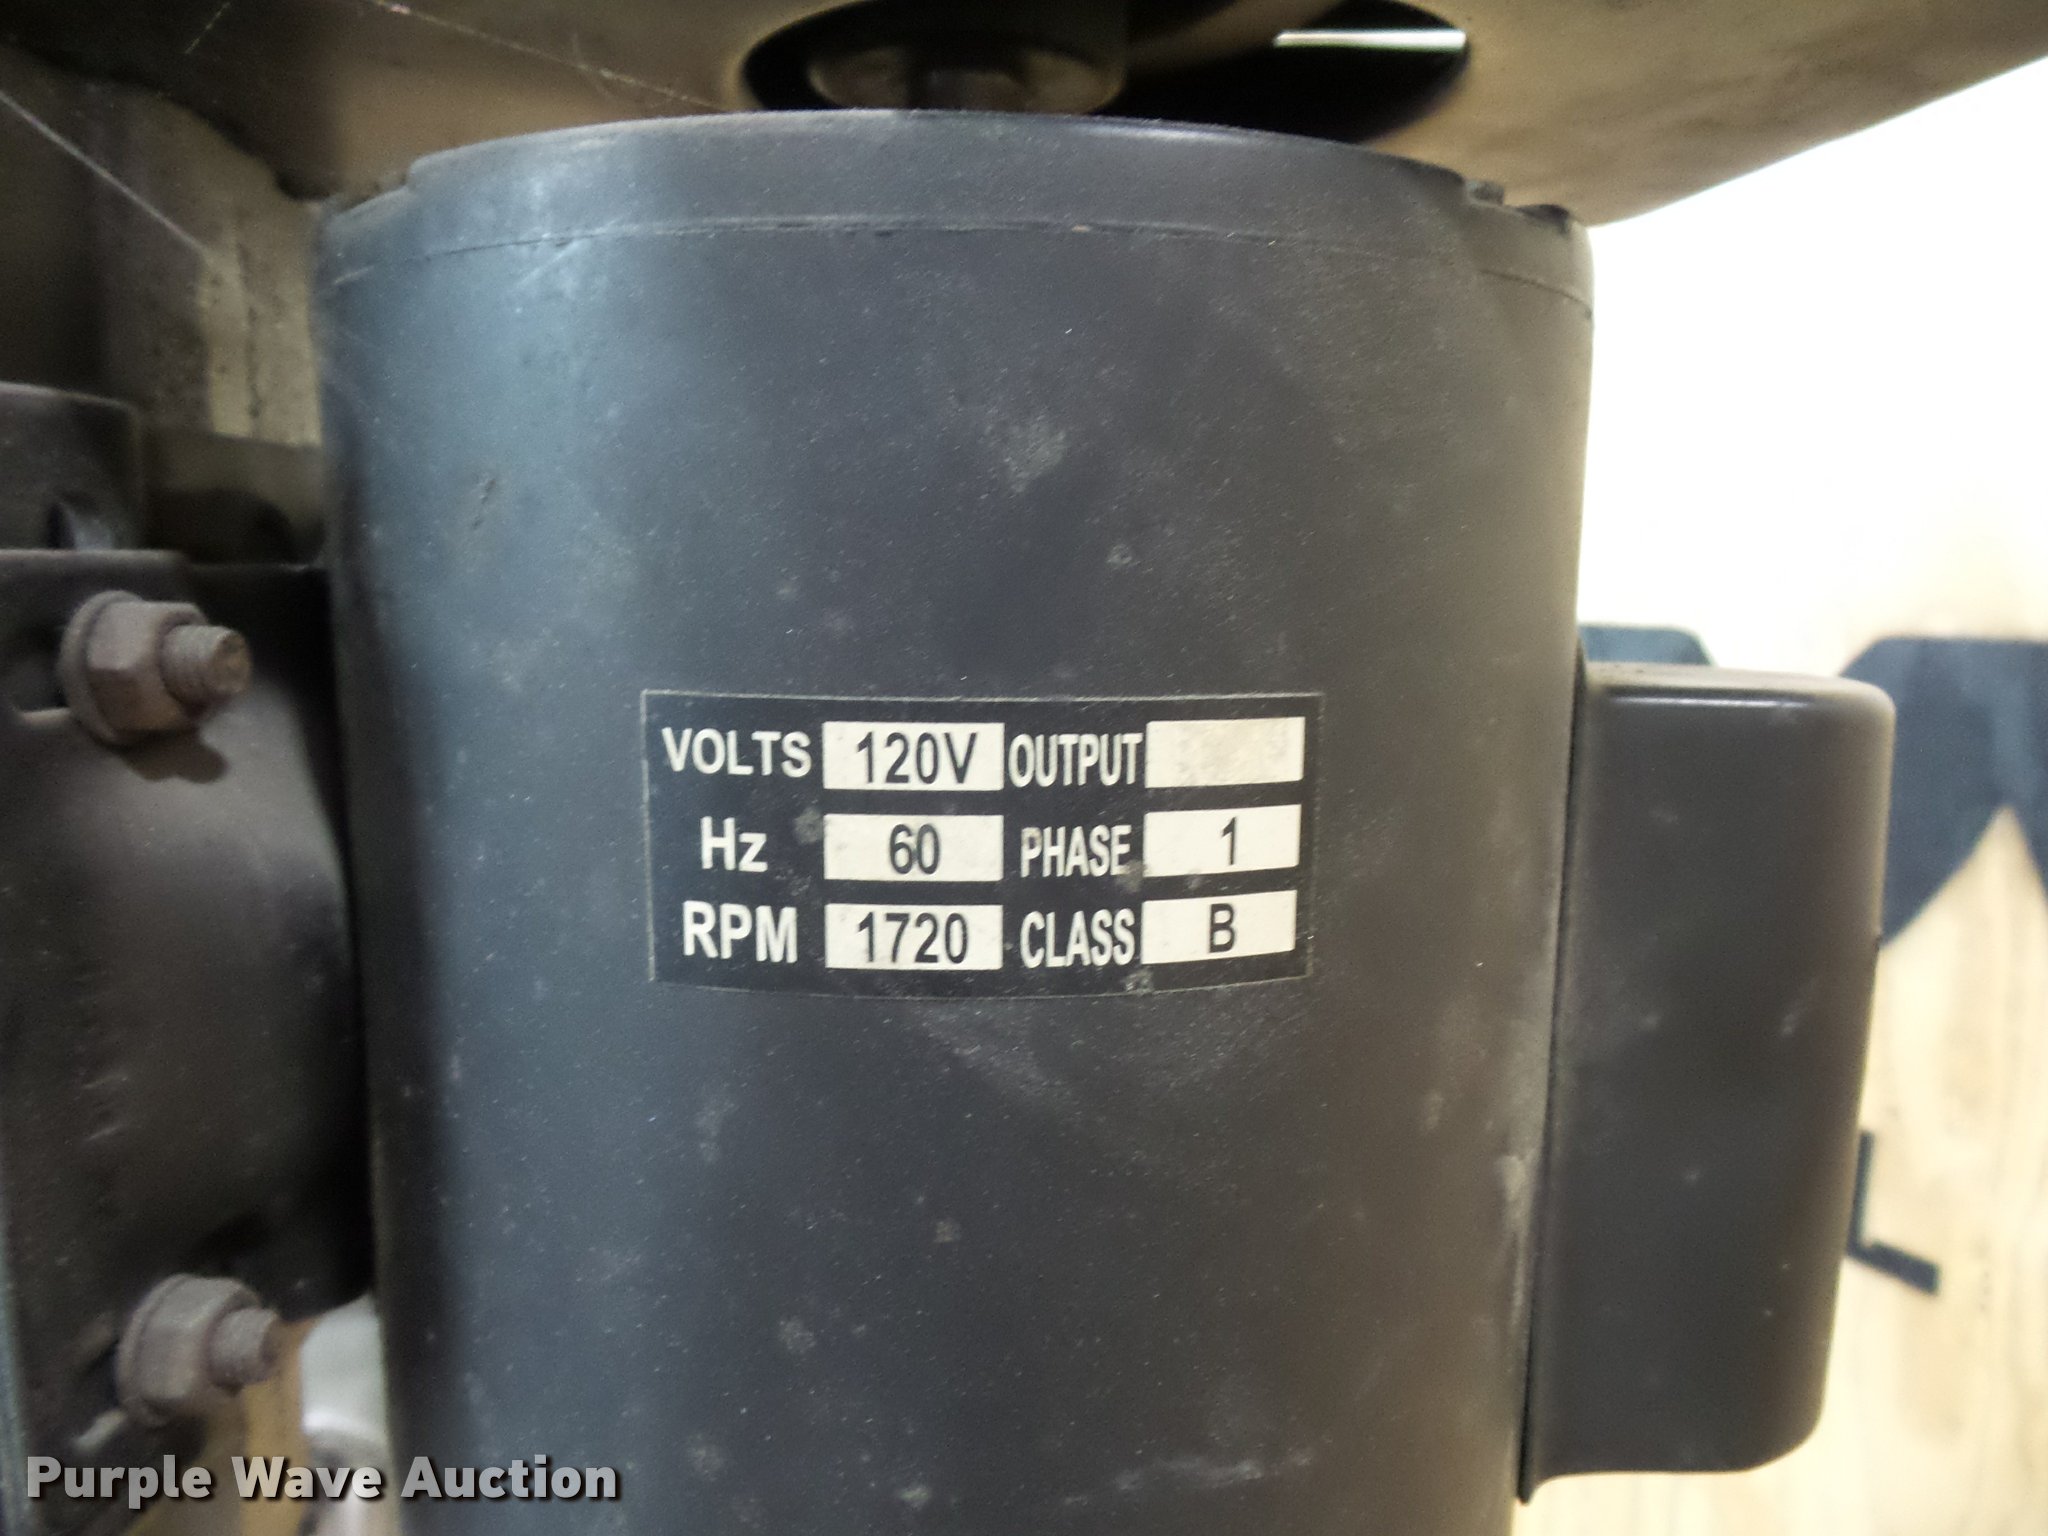 VOLTS 120V OUTPUT
Hz 60 PHASE 1
RPM 1720 CLASS B
L
Purple Wave Auction